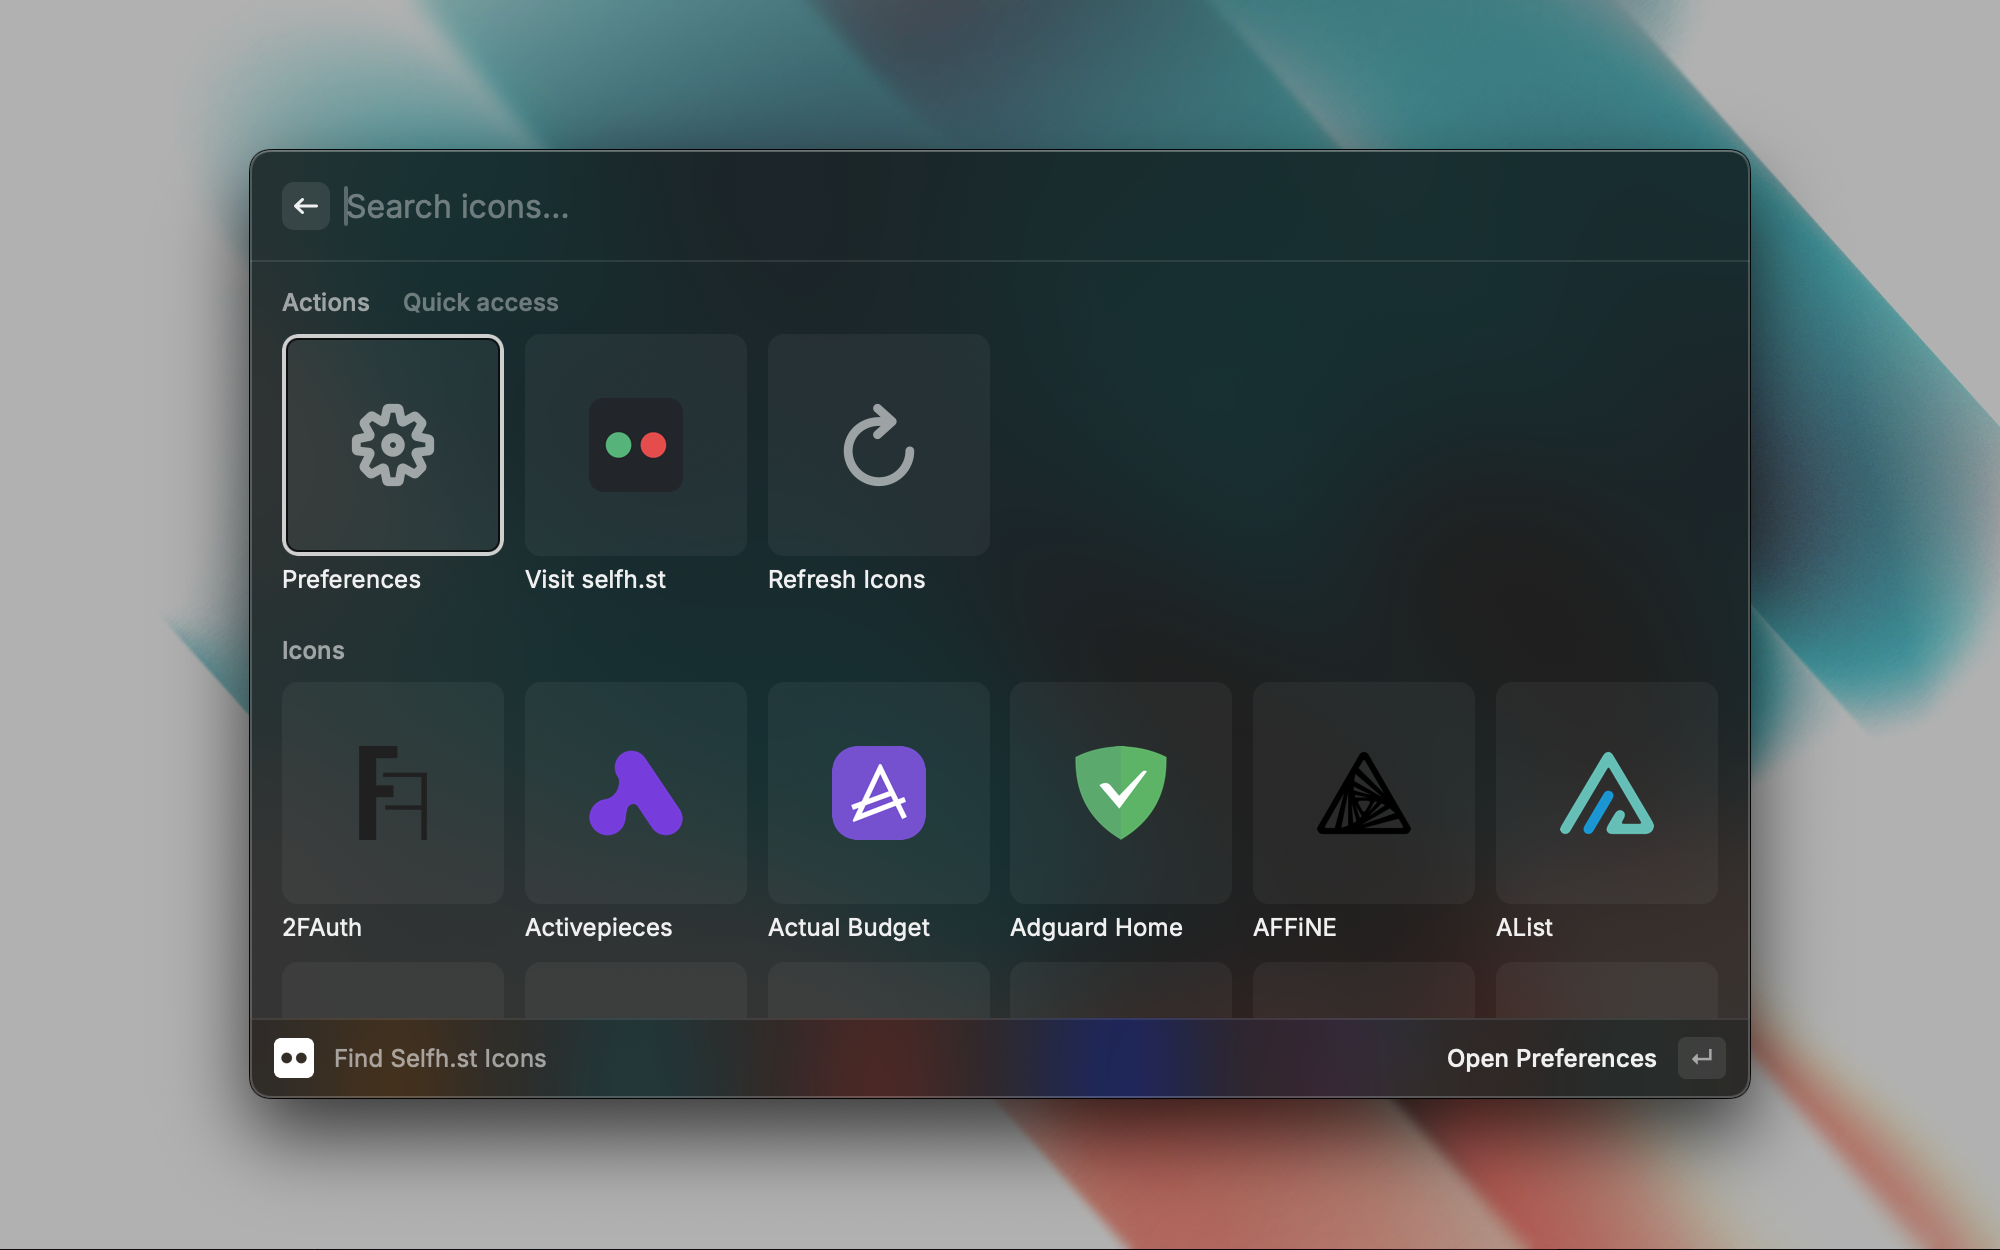 Search icons...
Actions Quick access
Preferences
Visit selfh.st
Refresh Icons
Icons
2FAuth
Activepieces
Actual Budget
Adguard Home
AFFiNE
AList
Find Selfh.st Icons
Open Preferences